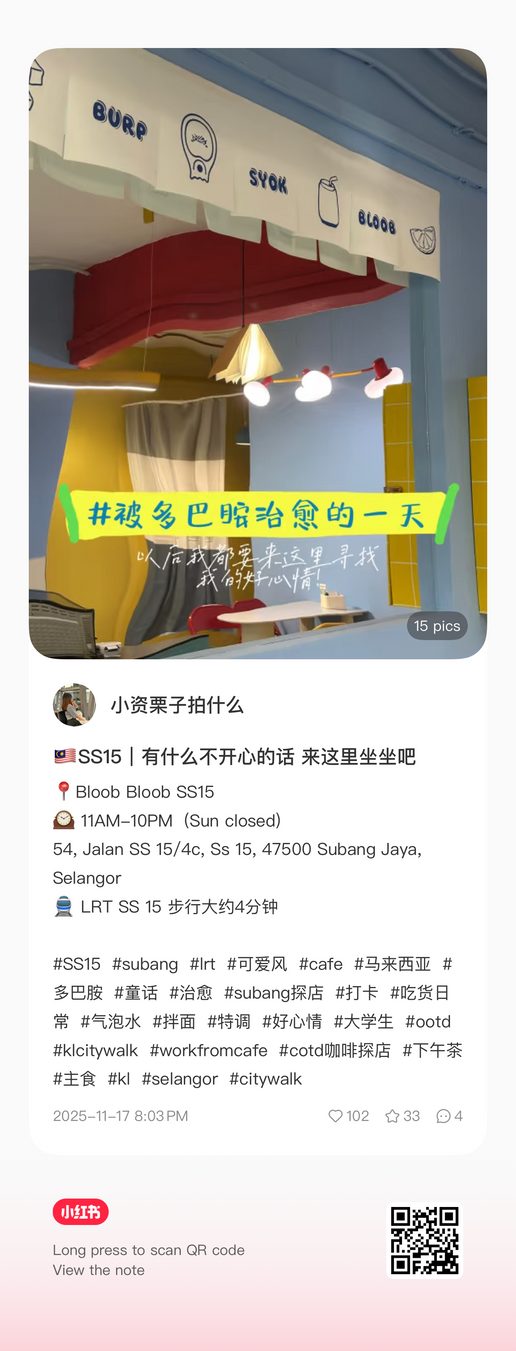 BURP
SYOK
BLOOB
#被多巴胺治愈的一天
以后我都要来这里寻找
我的好心情!
15 pics
小资栗子拍什么
🇲🇾SS15｜有什么不开心的话 来这里坐坐吧
📍Bloob Bloob SS15
🕰️ 11AM–10PM（Sun closed）
54, Jalan SS 15/4c, Ss 15, 47500 Subang Jaya,
Selangor
🚆 LRT SS 15 步行大约4分钟
#SS15 #subang #lrt #可爱风 #cafe #马来西亚 #
多巴胺 #童话 #治愈 #subang探店 #打卡 #吃货日
常 #气泡水 #拌面 #特调 #好心情 #大学生 #ootd
#klcitywalk #workfromcafe #cotd咖啡探店 #下午茶
#主食 #kl #selangor #citywalk
2025-11-17 8:03 PM
102
33
4
小红书
Long press to scan QR code
View the note